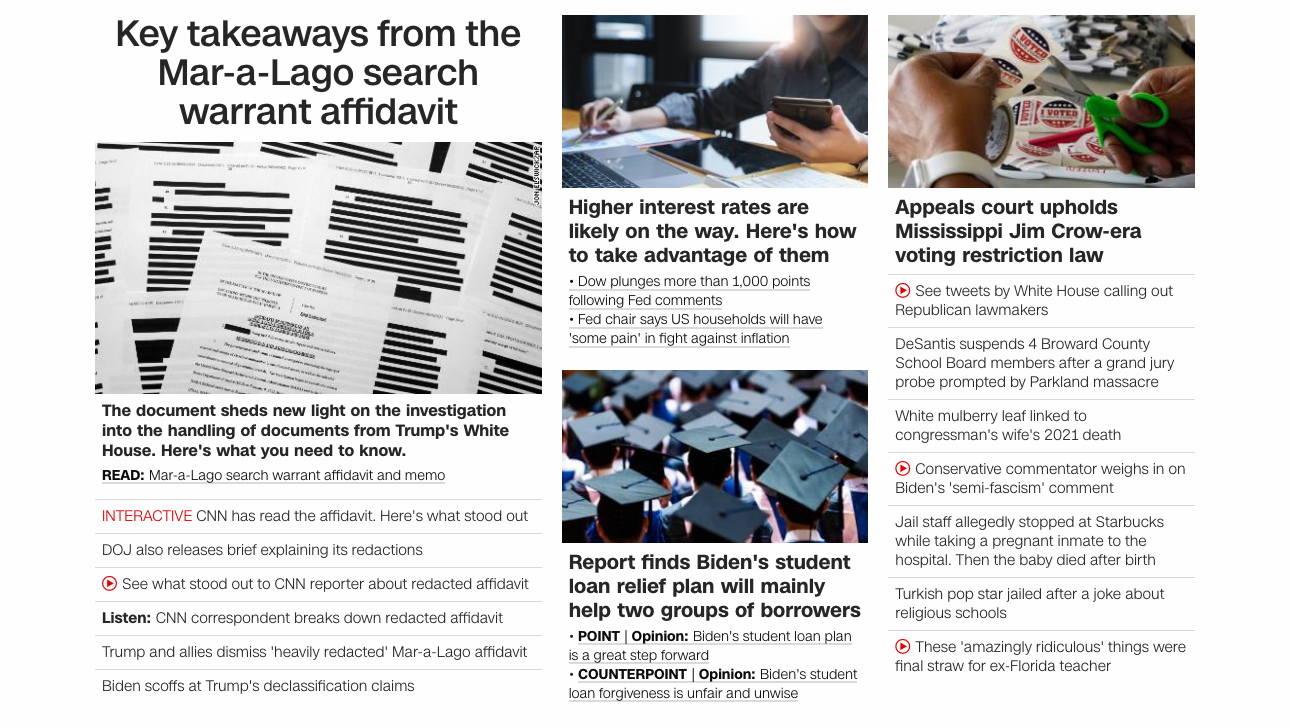 Key takeaways from the
Mar-a-Lago search
warrant affidavit
The document sheds new light on the investigation
into the handling of documents from Trump's White
House. Here's what you need to know.
READ: Mar-a-Lago search warrant affidavit and memo
INTERACTIVE CNN has read the affidavit. Here's what stood out
DOJ also releases brief explaining its redactions
See what stood out to CNN reporter about redacted affidavit
Listen: CNN correspondent breaks down redacted affidavit
Trump and allies dismiss 'heavily redacted' Mar-a-Lago affidavit
Biden scoffs at Trump's declassification claims
Higher interest rates are
likely on the way. Here's how
to take advantage of them
• Dow plunges more than 1,000 points
following Fed comments
• Fed chair says US households will have
'some pain' in fight against inflation
Report finds Biden's student
loan relief plan will mainly
help two groups of borrowers
• POINT | Opinion: Biden's student loan plan
is a great step forward
• COUNTERPOINT | Opinion: Biden's student
loan forgiveness is unfair and unwise
I VOTED
I VOTED
Appeals court upholds
Mississippi Jim Crow-era
voting restriction law
See tweets by White House calling out
Republican lawmakers
DeSantis suspends 4 Broward County
School Board members after a grand jury
probe prompted by Parkland massacre
White mulberry leaf linked to
congressman's wife's 2021 death
Conservative commentator weighs in on
Biden's 'semi-fascism' comment
Jail staff allegedly stopped at Starbucks
while taking a pregnant inmate to the
hospital. Then the baby died after birth
Turkish pop star jailed after a joke about
religious schools
These 'amazingly ridiculous' things were
final straw for ex-Florida teacher